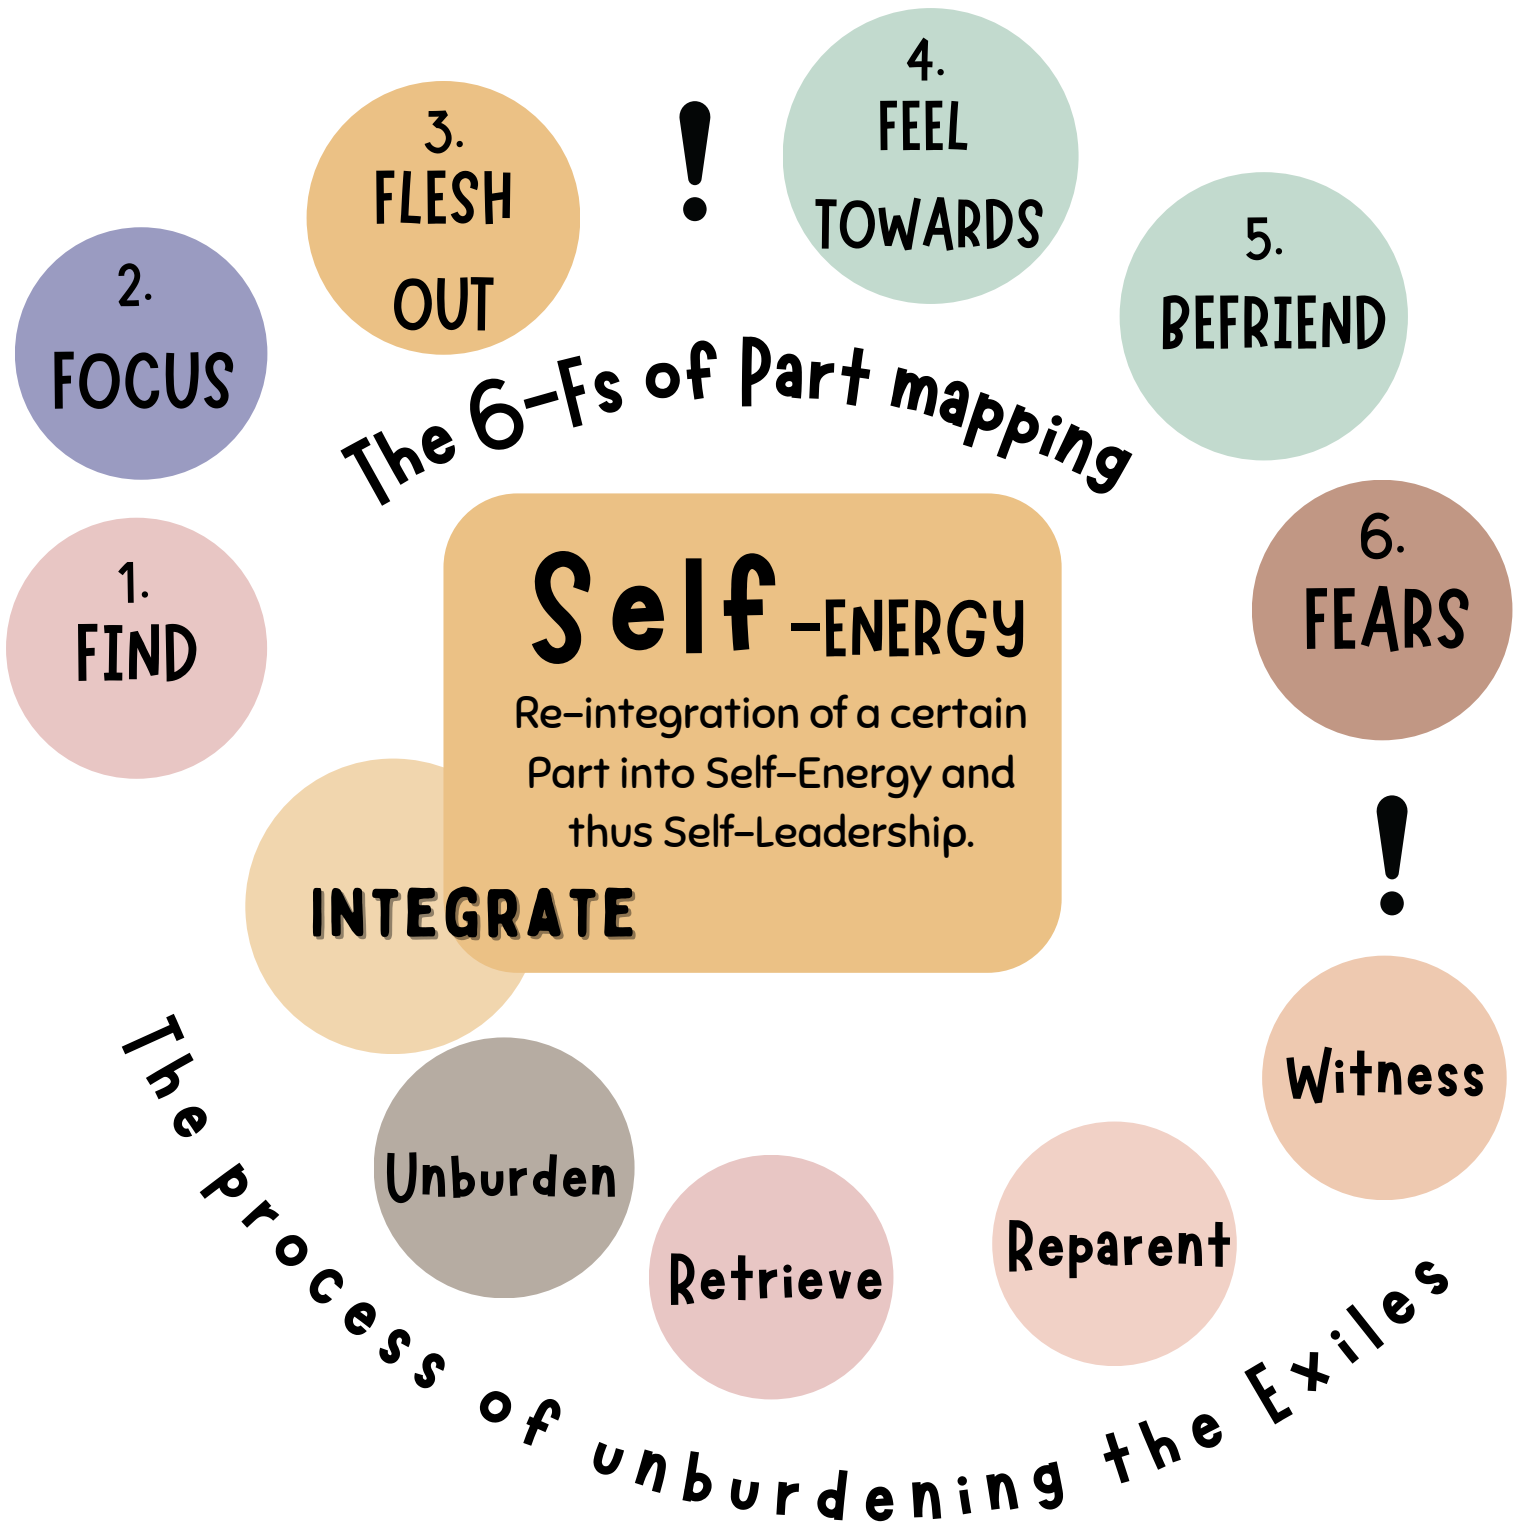 1.
FIND
2.
FOCUS
3.
FLESH
OUT
!
4.
FEEL
TOWARDS
5.
BEFRIEND
6.
FEARS
The 6-Fs of Part mapping
Self-ENERGY
Re-integration of a certain
Part into Self-Energy and
thus Self-Leadership.
!
Witness
Reparent
Retrieve
Unburden
INTEGRATE
The process of unburdening the Exiles